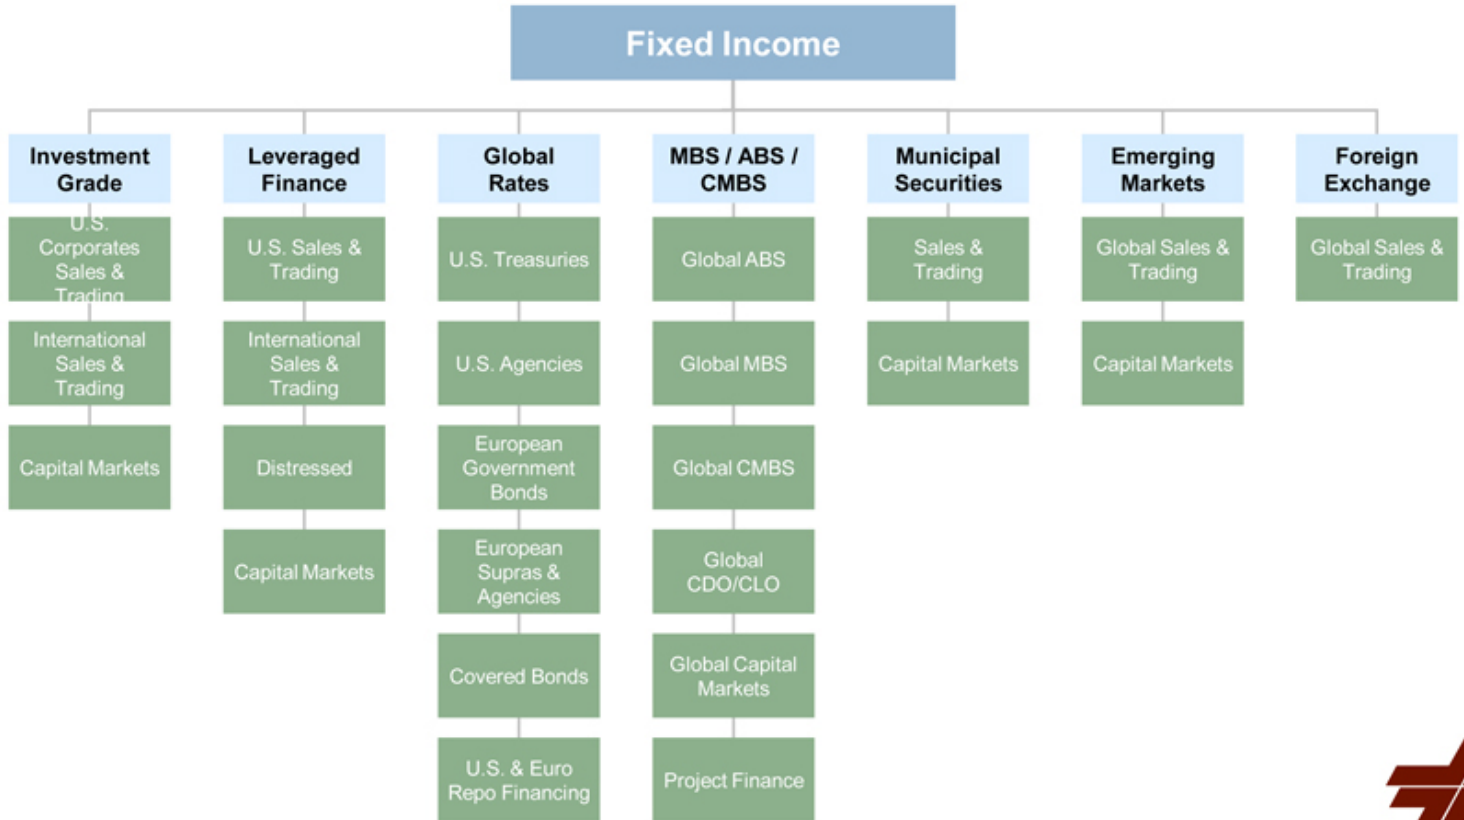 Fixed Income
Investment
Grade
U.S.
Corporates
Sales &
Trading
International
Sales &
Trading
Capital Markets
Leveraged
Finance
U.S. Sales &
Trading
International
Sales &
Trading
Distressed
Capital Markets
Global
Rates
U.S. Treasuries
U.S. Agencies
European
Government
Bonds
European
Supras &
Agencies
Covered Bonds
U.S. & Euro
Repo Financing
MBS / ABS /
CMBS
Global ABS
Global MBS
Global CMBS
Global
CDO/CLO
Global Capital
Markets
Project Finance
Municipal
Securities
Sales &
Trading
Capital Markets
Emerging
Markets
Global Sales &
Trading
Capital Markets
Foreign
Exchange
Global Sales &
Trading